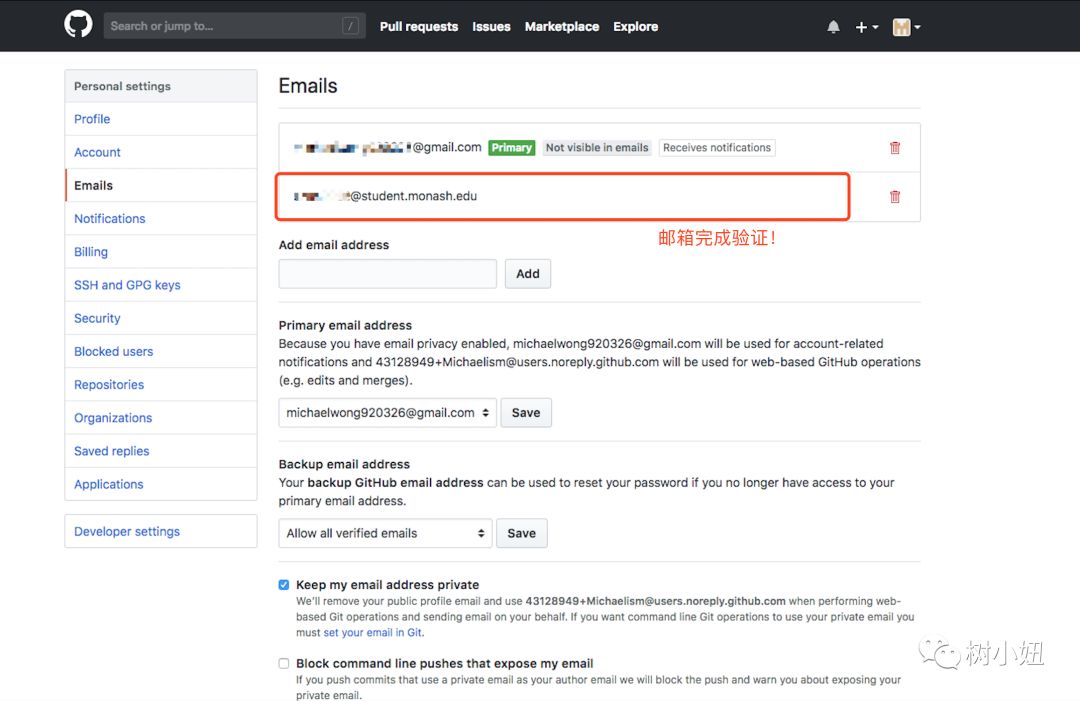 Search or jump to... /
Pull requests Issues Marketplace Explore
Personal settings
Profile
Account
Emails
Notifications
Billing
SSH and GPG keys
Security
Blocked users
Repositories
Organizations
Saved replies
Applications
Developer settings
Emails
@gmail.com Primary Not visible in emails Receives notifications
@student.monash.edu
邮箱完成验证!
Add email address
Add
Primary email address
Because you have email privacy enabled, michaelwong920326@gmail.com will be used for account-related
notifications and 43128949+Michaelism@users.noreply.github.com will be used for web-based GitHub operations
(e.g. edits and merges).
michaelwong920326@gmail.com Save
Backup email address
Your backup GitHub email address can be used to reset your password if you no longer have access to your
primary email address.
Allow all verified emails Save
Keep my email address private
We'll remove your public profile email and use 43128949+Michaelism@users.noreply.github.com when performing web-
based Git operations and sending email on your behalf. If you want command line Git operations to use your private email you
must set your email in Git.
Block command line pushes that expose my email
If you push commits that use a private email as your author email we will block the push and warn you about exposing your
private email.
树小妞